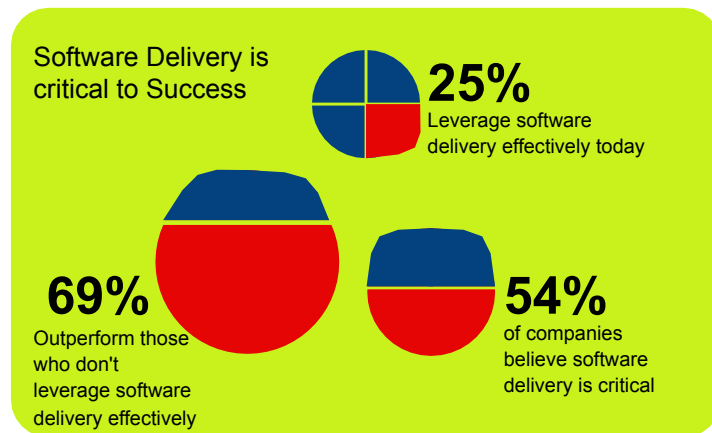 Software Delivery is
critical to Success
25%
Leverage software
delivery effectively today
69%
Outperform those
who don't
leverage software
delivery effectively
54%
of companies
believe software
delivery is critical